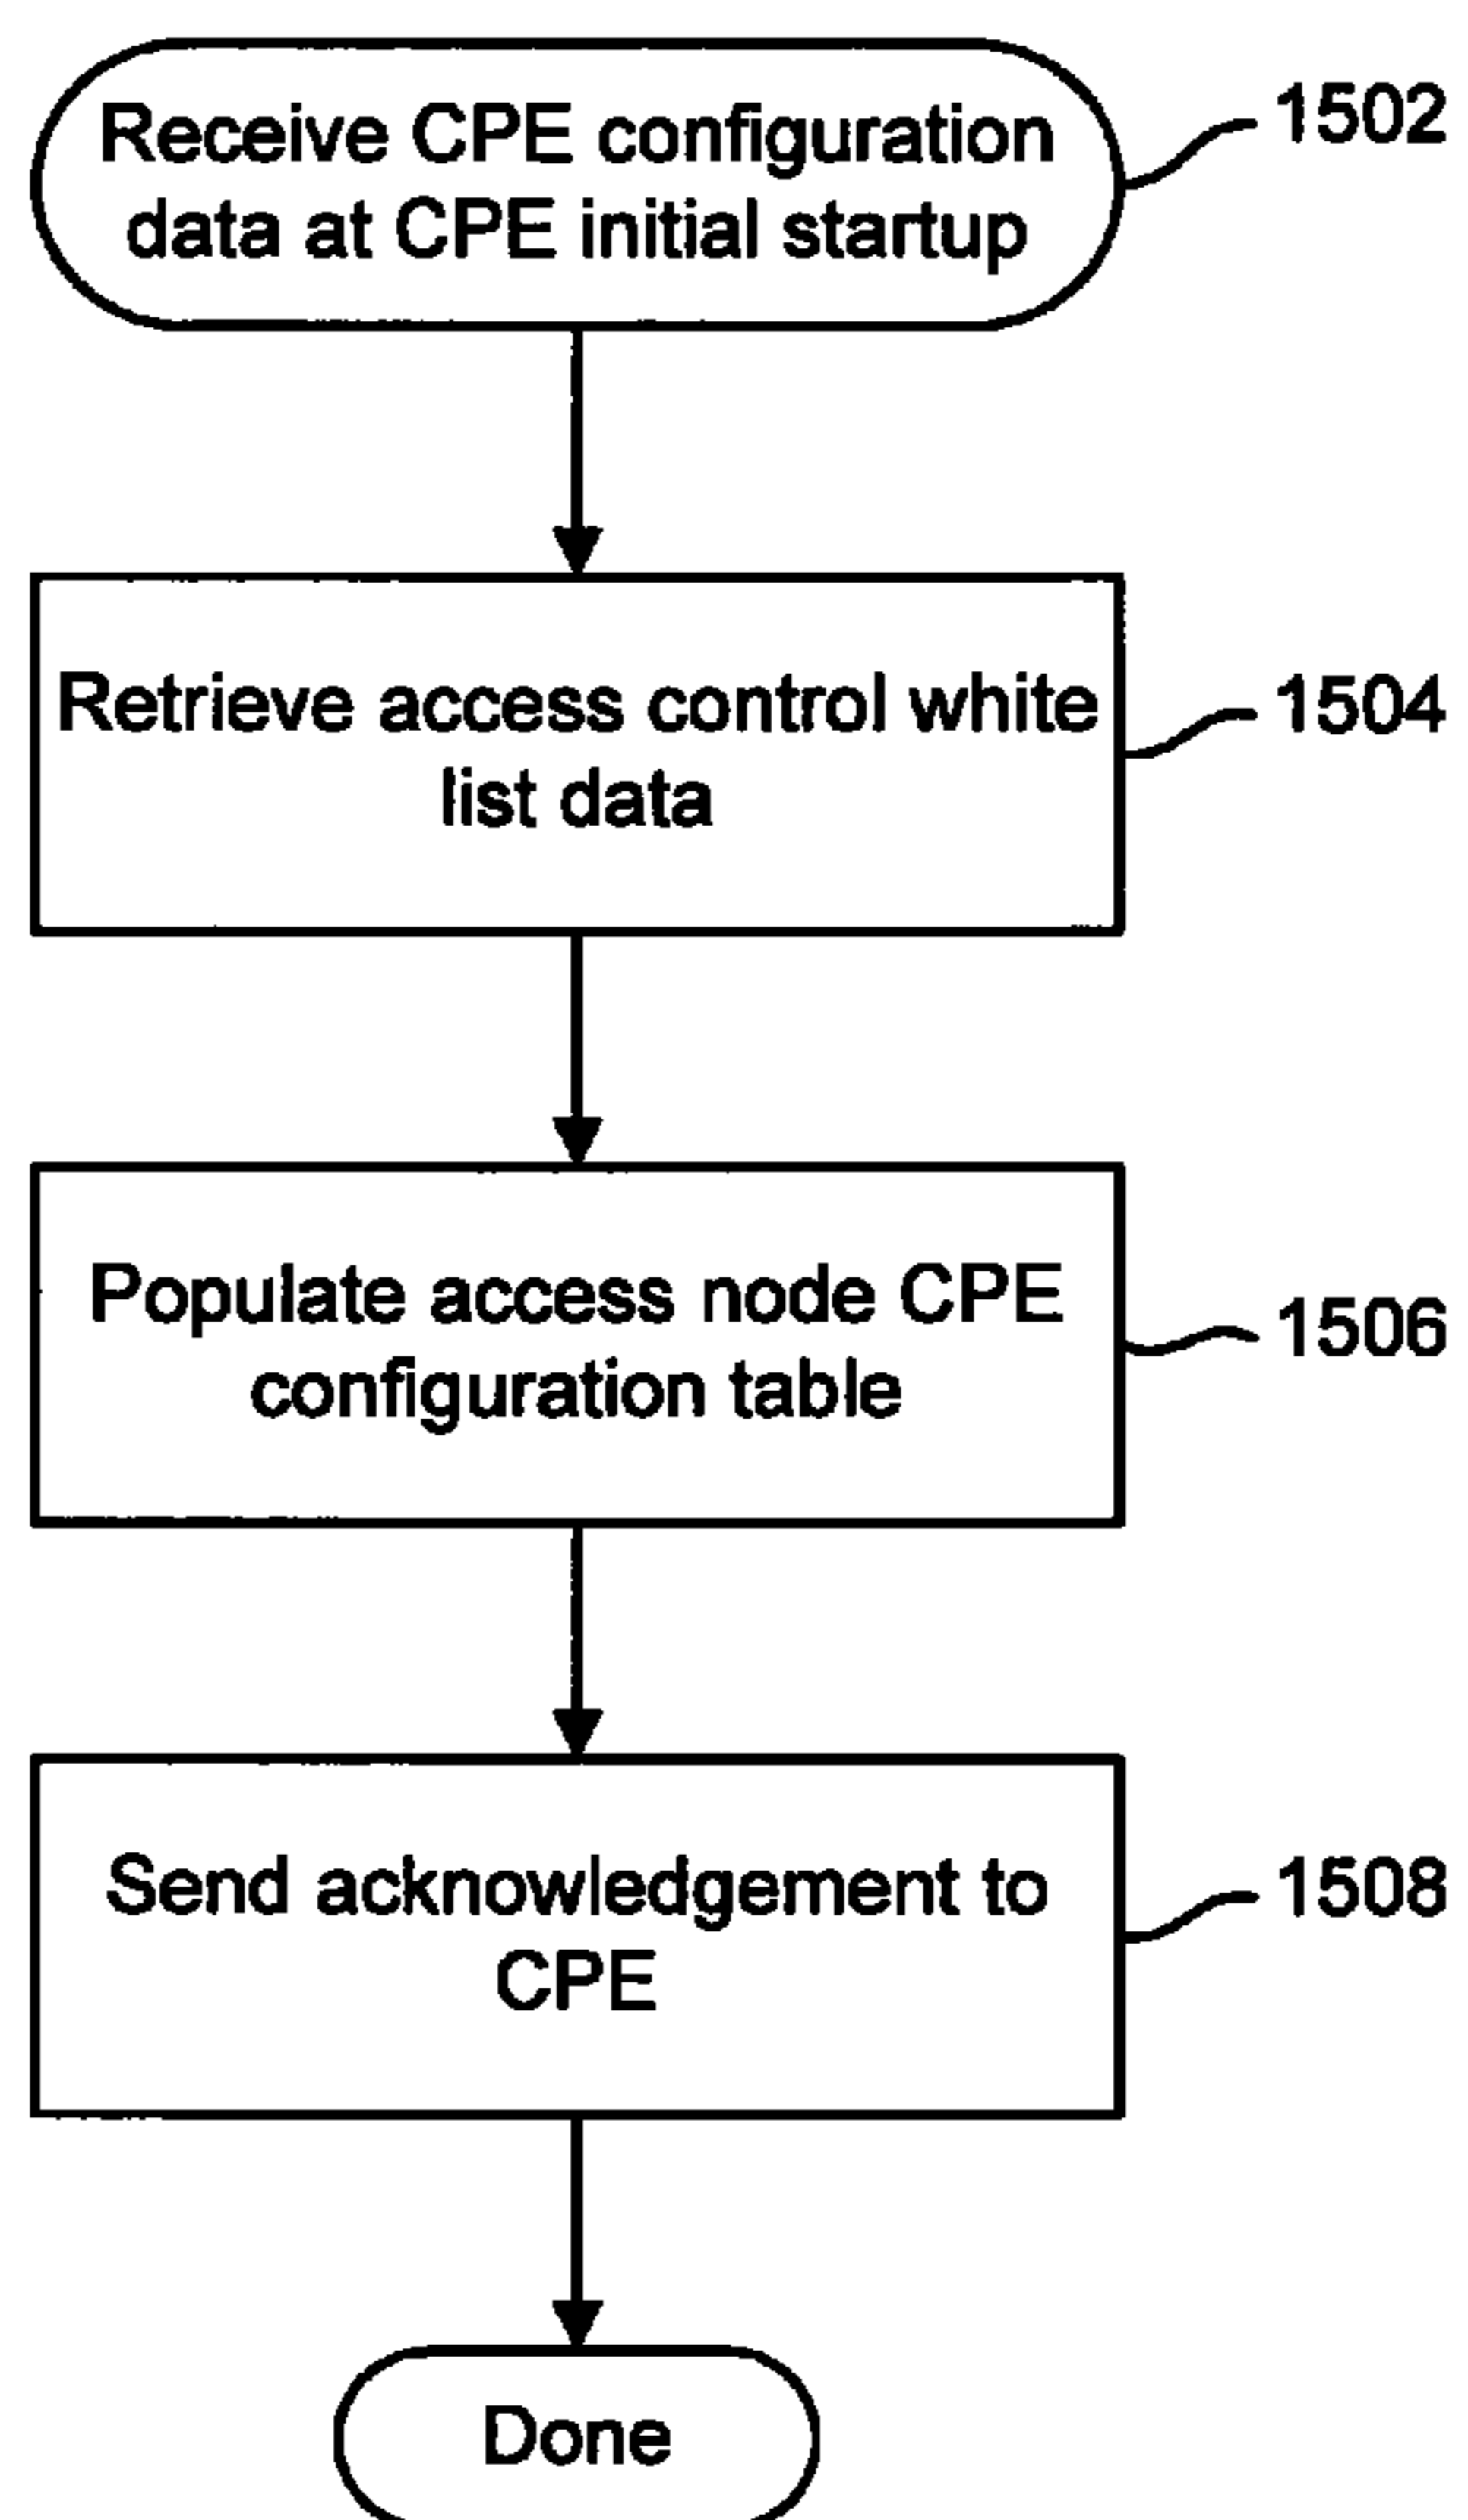 Receive CPE configuration
data at CPE initial startup
1502
Retrieve access control white
list data
1504
Populate access node CPE
configuration table
1506
Send acknowledgement to
CPE
1508
Done